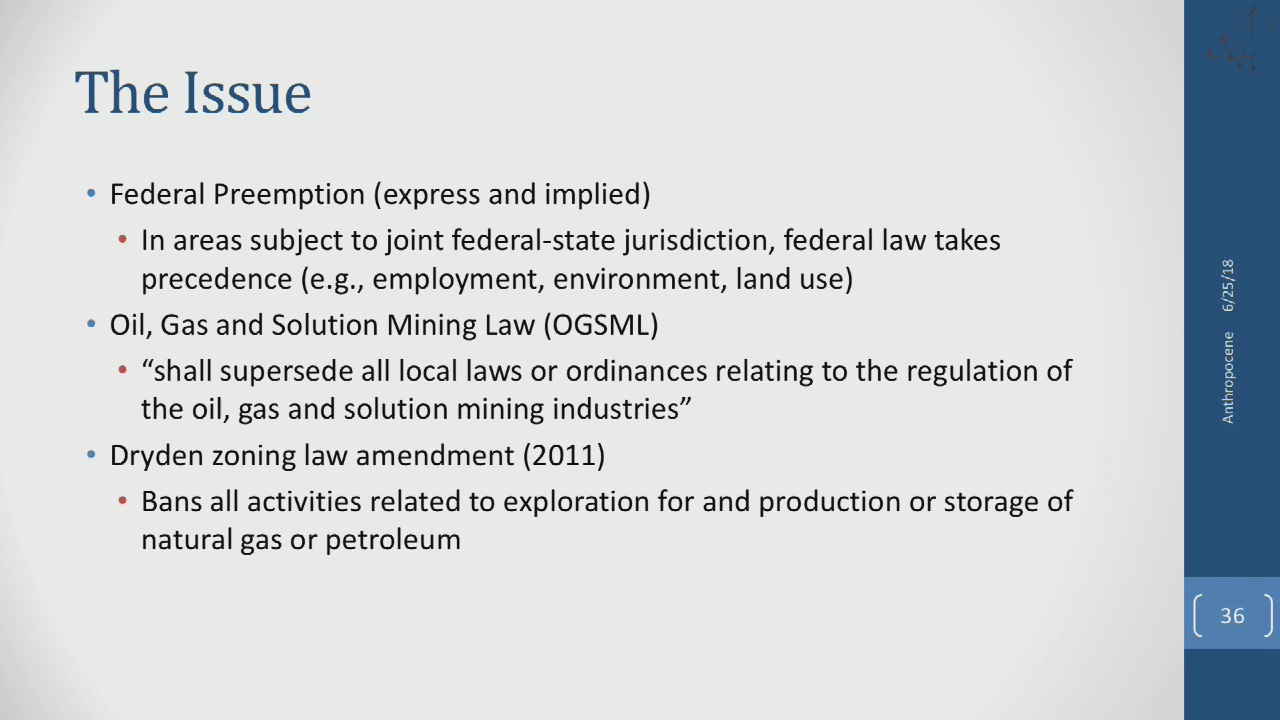 The Issue
• Federal Preemption (express and implied)
• In areas subject to joint federal-state jurisdiction, federal law takes
precedence (e.g., employment, environment, land use)
• Oil, Gas and Solution Mining Law (OGSML)
• “shall supersede all local laws or ordinances relating to the regulation of
the oil, gas and solution mining industries”
• Dryden zoning law amendment (2011)
• Bans all activities related to exploration for and production or storage of
natural gas or petroleum
Anthropocene 6/25/18
36